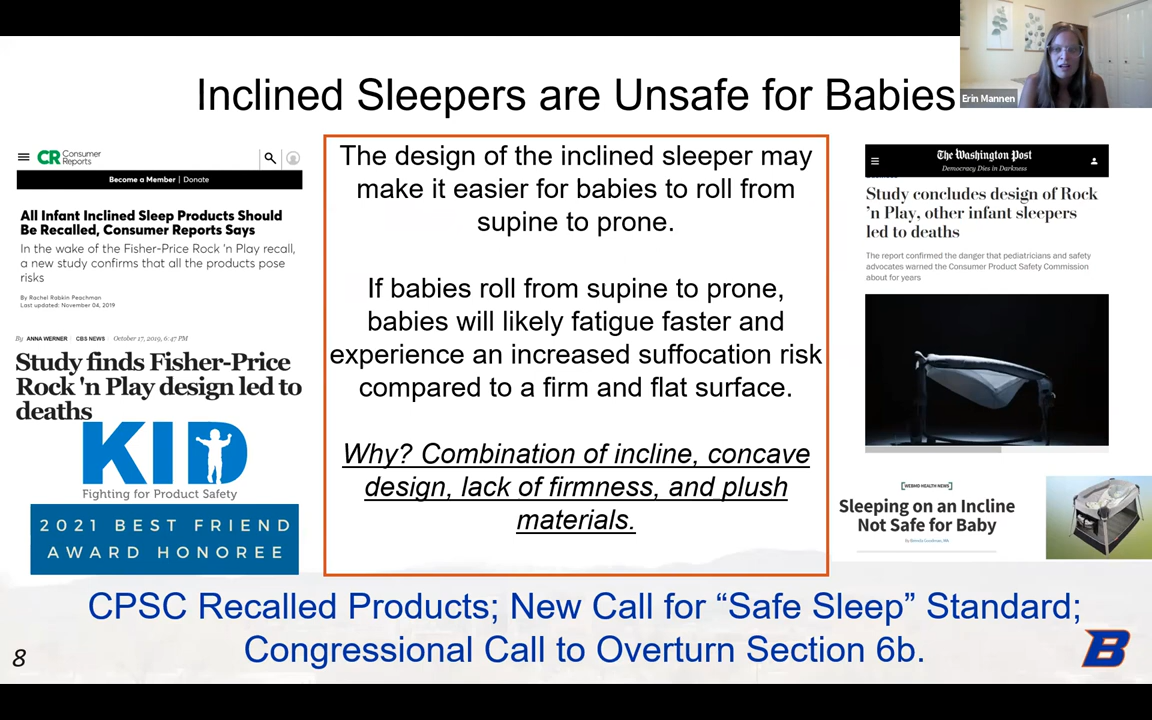 Erin Mannen
Inclined Sleepers are Unsafe for Babies
CR Consumer
Reports
Become a Member | Donate
All Infant Inclined Sleep Products Should
Be Recalled, Consumer Reports Says
In the wake of the Fisher-Price Rock 'n Play recall,
a new study confirms that all the products pose
risks
By Rachel Rabkin Peachman
Last updated: November 04, 2019
By ANNA WERNER CBS NEWS October 17, 2019, 6:47 PM
Study finds Fisher-Price
Rock 'n Play design led to
deaths
KID
Fighting for Product Safety
2021 BEST FRIEND
AWARD HONOREE
The design of the inclined sleeper may
make it easier for babies to roll from
supine to prone.
If babies roll from supine to prone,
babies will likely fatigue faster and
experience an increased suffocation risk
compared to a firm and flat surface.
Why? Combination of incline, concave
design, lack of firmness, and plush
materials.
The Washington Post
Democracy Dies in Darkness
Study concludes design of Rock
'n Play, other infant sleepers
led to deaths
The report confirmed the danger that pediatricians and safety
advocates warned the Consumer Product Safety Commission
about for years
WEBMD HEALTH NEWS
Sleeping on an Incline
Not Safe for Baby
By Brenda Goodman, MA
CPSC Recalled Products; New Call for “Safe Sleep” Standard;
Congressional Call to Overturn Section 6b.
8
B